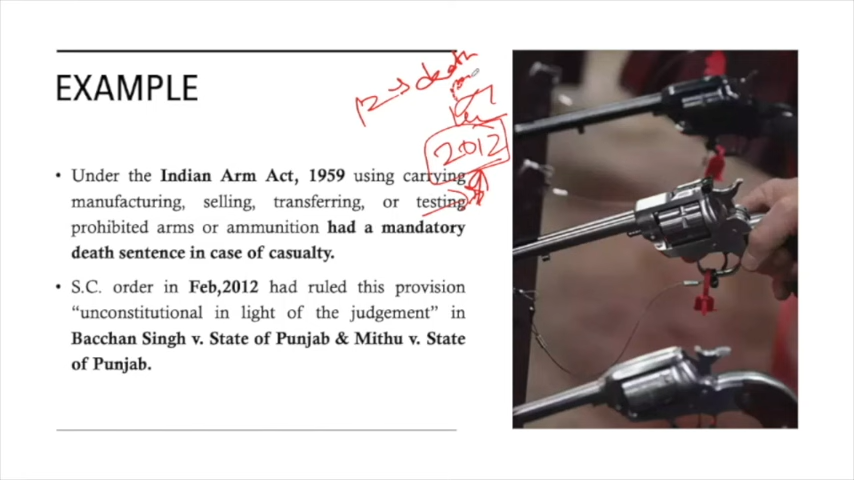 EXAMPLE
death
2012
• Under the Indian Arm Act, 1959 using carrying
manufacturing, selling, transferring, or testing
prohibited arms or ammunition had a mandatory
death sentence in case of casualty.
• S.C. order in Feb,2012 had ruled this provision
“unconstitutional in light of the judgement” in
Bacchan Singh v. State of Punjab & Mithu v. State
of Punjab.